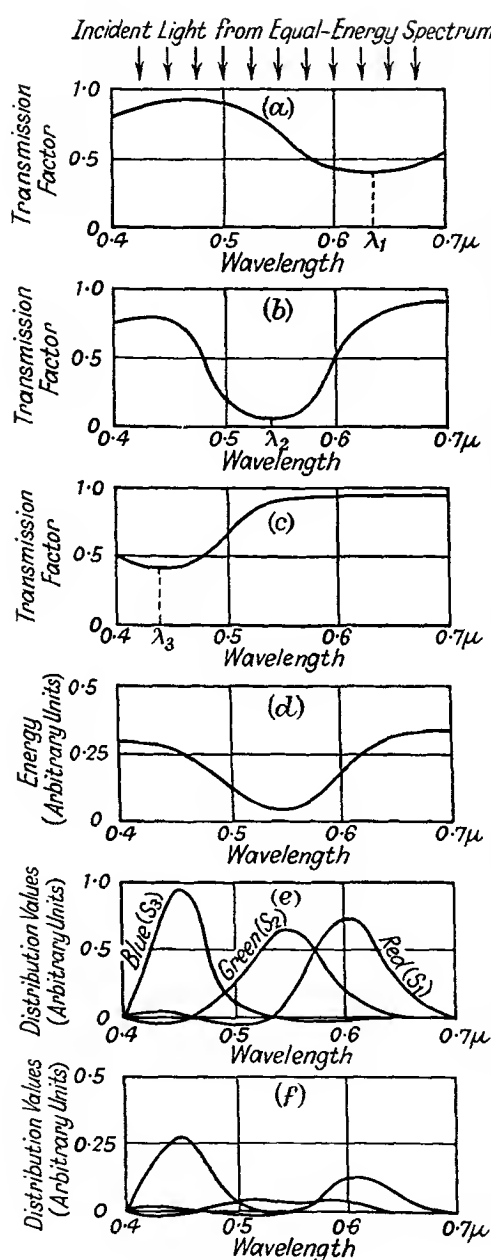 Incident Light from Equal-Energy Spectrum
Transmission
Factor
1.0
0.5
0
(a)
0.4
0.5
0.6
λ1
0.7μ
Wavelength
Transmission
Factor
1.0
0.5
0
(b)
0.4
0.5
λ2
0.6
0.7μ
Wavelength
Transmission
Factor
1.0
0.5
0
(c)
0.4
λ3
0.5
0.6
0.7μ
Wavelength
Energy
(Arbitrary Units)
0.5
0.25
0
(d)
0.4
0.5
0.6
0.7μ
Wavelength
Distribution Values
(Arbitrary Units)
1.0
0.5
0
(e)
Blue (S3)
Green (S2)
Red (S1)
0.4
0.5
0.6
0.7μ
Wavelength
Distribution Values
(Arbitrary Units)
0.5
0.25
0
(f)
0.4
0.5
0.6
0.7μ
Wavelength